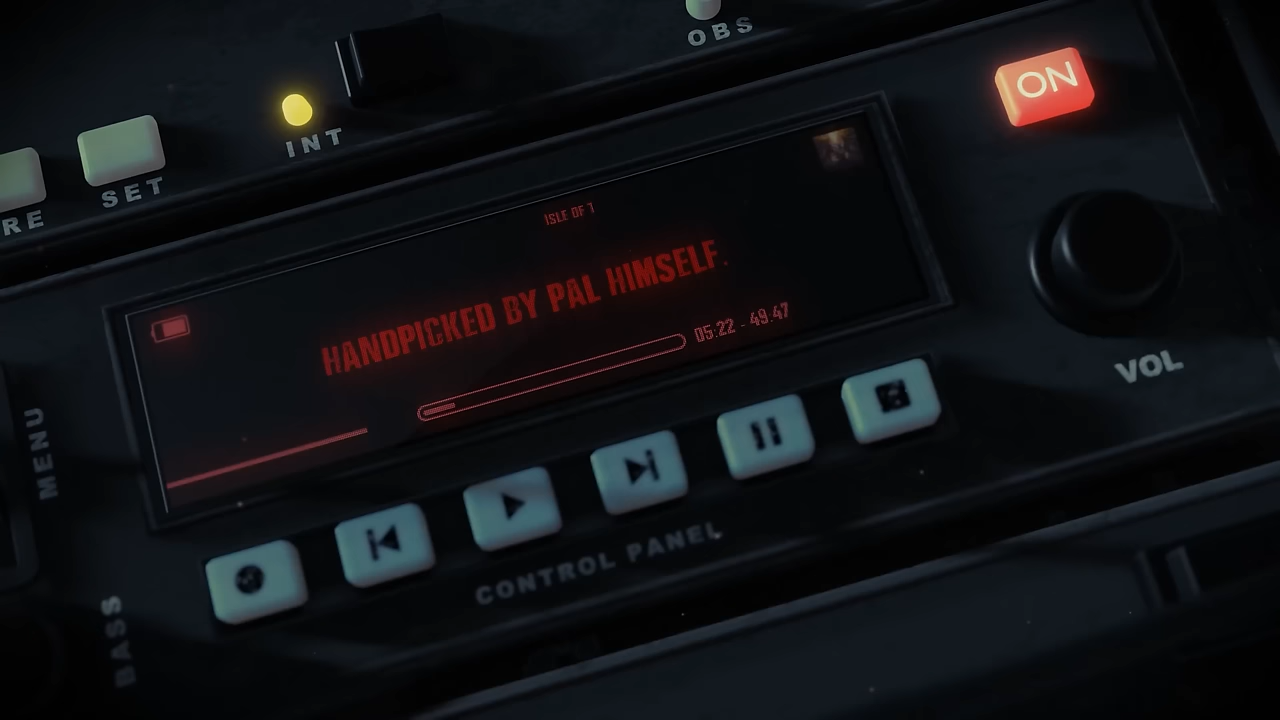 OBS
ON
INT
SET
RE
ISLE OF 1
HANDPICKED BY PAL HIMSELF.
05:22 - 49.47
VOL
MENU
CONTROL PANEL
BASS